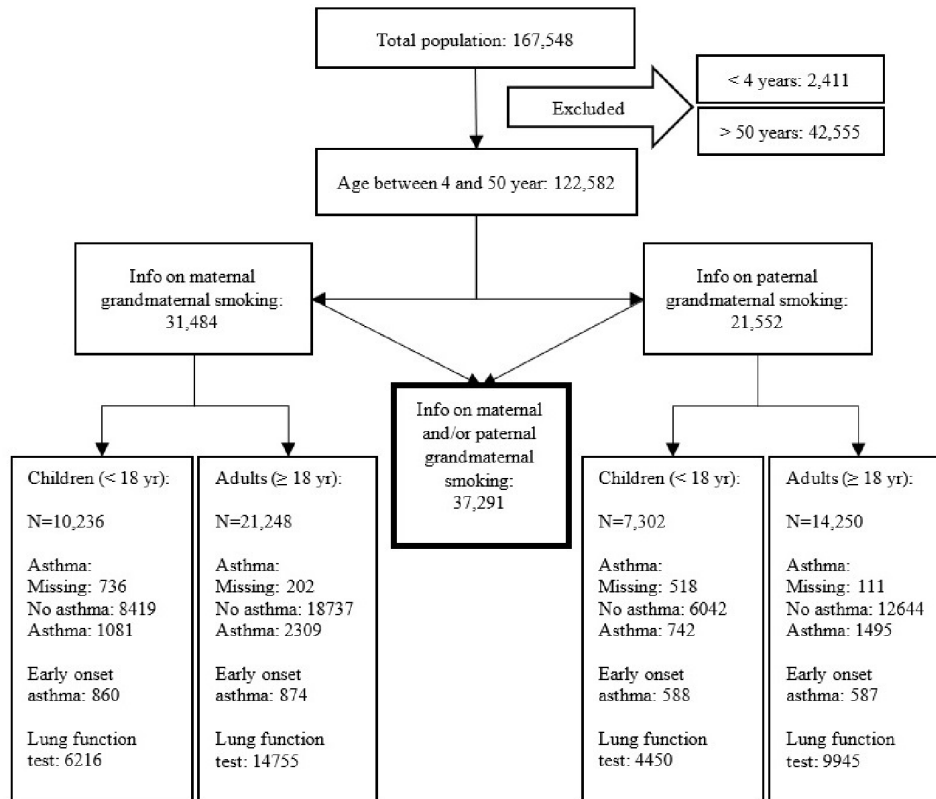 Total population: 167,548
Excluded
< 4 years: 2,411
> 50 years: 42,555
Age between 4 and 50 year: 122,582
Info on maternal
grandmaternal smoking:
31,484
Info on paternal
grandmaternal smoking:
21,552
Info on maternal
and/or paternal
grandmaternal
smoking:
37,291
Children (< 18 yr):
N=10,236
Asthma:
Missing: 736
No asthma: 8419
Asthma: 1081
Early onset
asthma: 860
Lung function
test: 6216
Adults (≥ 18 yr):
N=21,248
Asthma:
Missing: 202
No asthma: 18737
Asthma: 2309
Early onset
asthma: 874
Lung function
test: 14755
Children (< 18 yr):
N=7,302
Asthma:
Missing: 518
No asthma: 6042
Asthma: 742
Early onset
asthma: 588
Lung function
test: 4450
Adults (≥ 18 yr):
N=14,250
Asthma:
Missing: 111
No asthma: 12644
Asthma: 1495
Early onset
asthma: 587
Lung function
test: 9945